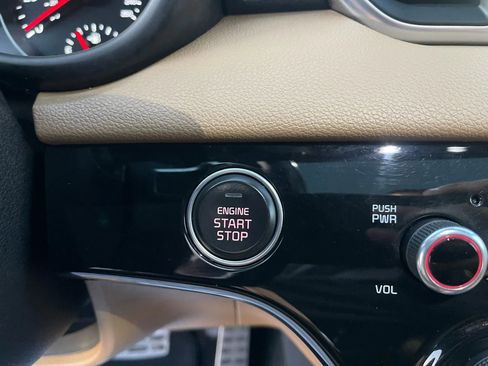 ENGINE
START
STOP
PUSH
PWR
VOL